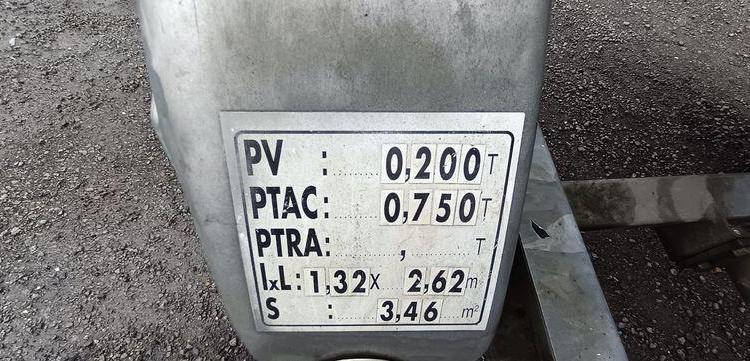 PV : 0,200 T
PTAC: 0,750 T
PTRA: , T
IxL: 1,32 x 2,62 m
S : 3,46 m²